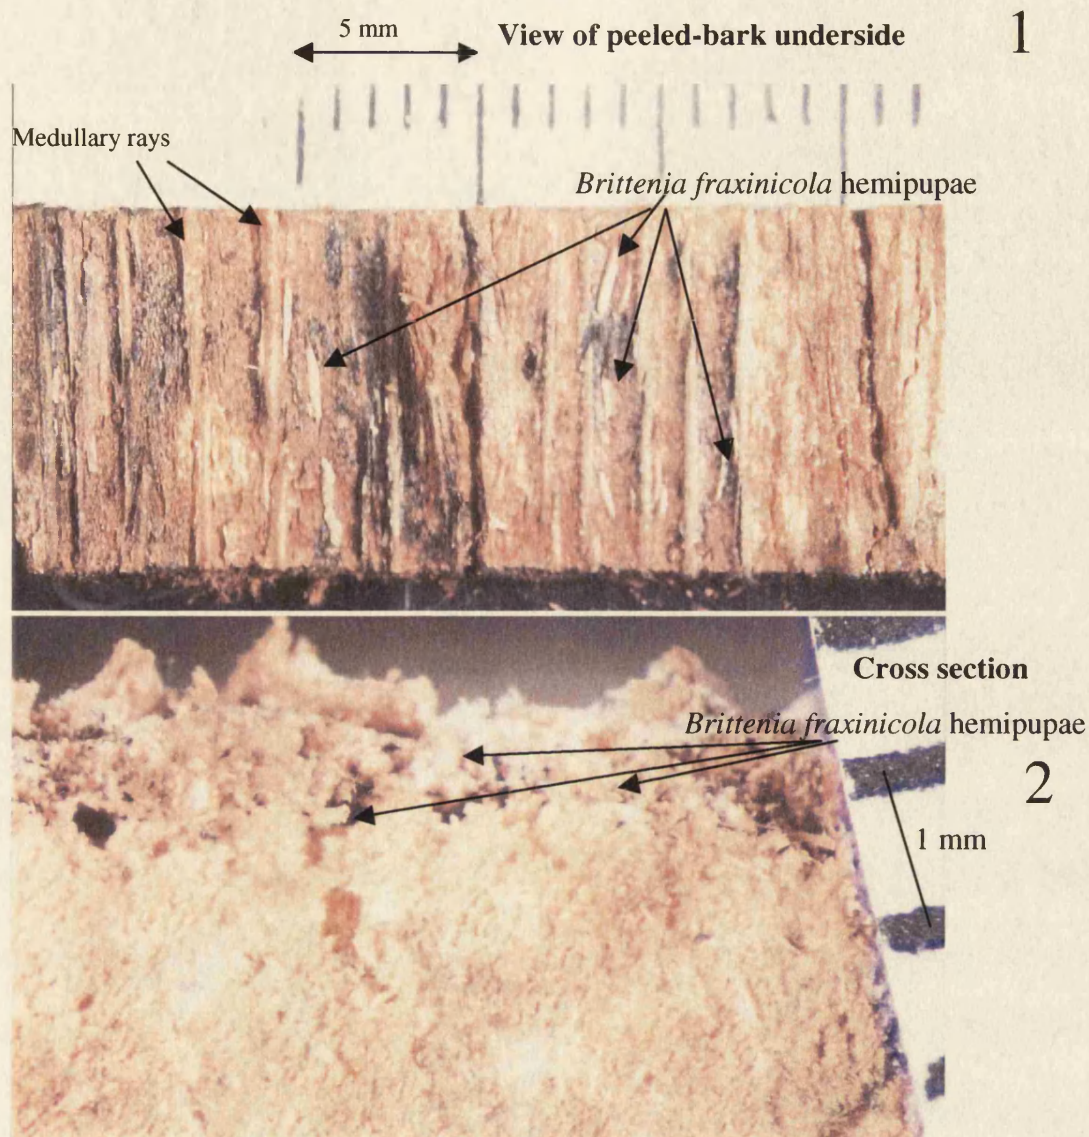 5 mm
View of peeled-bark underside
1
Medullary rays
Brittenia fraxinicola hemipupae
Cross section
Brittenia fraxinicola hemipupae
2
1 mm